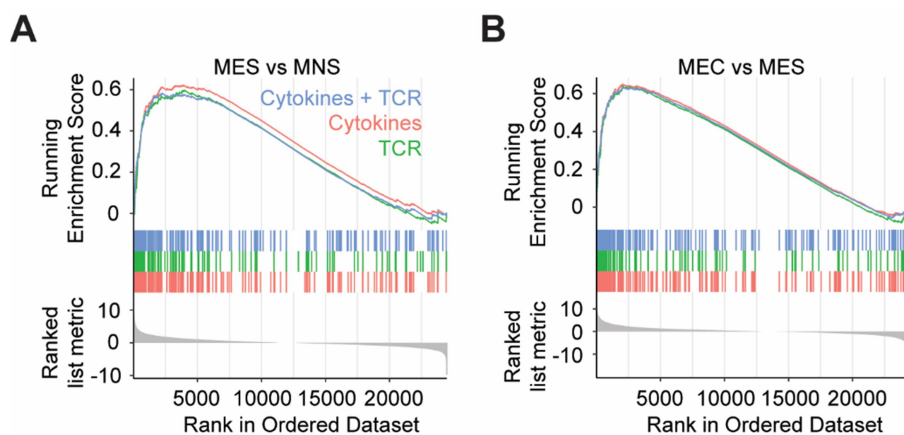 A
MES vs MNS
Running
Enrichment Score
0.6
0.4
0.2
0
Cytokines + TCR
Cytokines
TCR
Ranked
list metric
10
0
-10
5000 10000 15000 20000
Rank in Ordered Dataset
B
MEC vs MES
Running
Enrichment Score
0.6
0.4
0.2
0
Ranked
list metric
10
0
-10
5000 10000 15000 20000
Rank in Ordered Dataset